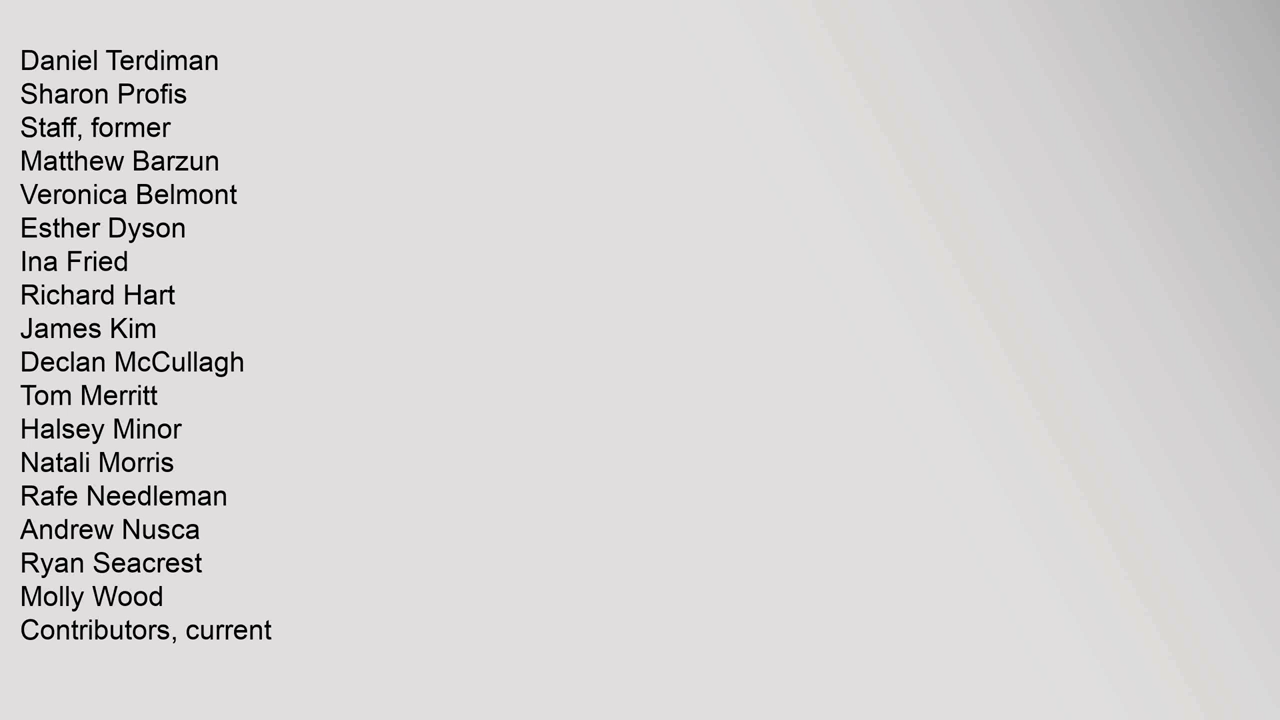 Daniel Terdiman
Sharon Profis
Staff, former
Matthew Barzun
Veronica Belmont
Esther Dyson
Ina Fried
Richard Hart
James Kim
Declan McCullagh
Tom Merritt
Halsey Minor
Natali Morris
Rafe Needleman
Andrew Nusca
Ryan Seacrest
Molly Wood
Contributors, current